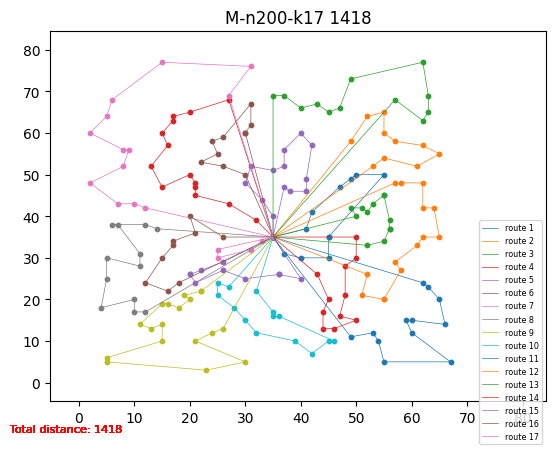 M-n200-k17 1418
80
70
60
50
40
30
20
10
0
0
10
20
30
40
50
60
70
80
route 1
route 2
route 3
route 4
route 5
route 6
route 7
route 8
route 9
route 10
route 11
route 12
route 13
route 14
route 15
route 16
route 17
Total distance: 1418